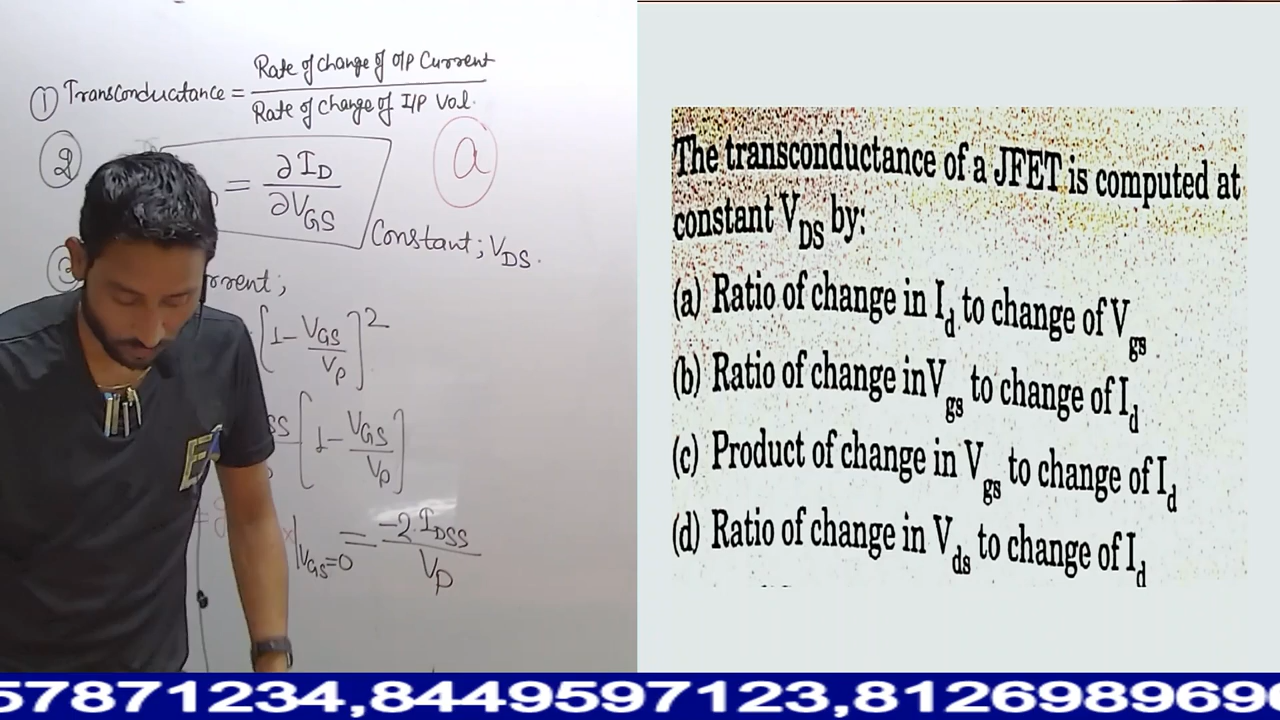 ① Transconductance = Rate of change of O/P Current
Rate of change of I/P Vol.
②
= ∂I_D
∂V_GS
Constant; V_DS.
a
③ rrent;
[1 - V_GS / V_P]²
SS [1 - V_GS / V_P]
|V_GS=0 = -2 I_DSS
V_P
The transconductance of a JFET is computed at
constant V_DS by:
(a) Ratio of change in I_d to change of V_gs
(b) Ratio of change inV_gs to change of I_d
(c) Product of change in V_gs to change of I_d
(d) Ratio of change in V_ds to change of I_d
57871234,8449597123,812698969